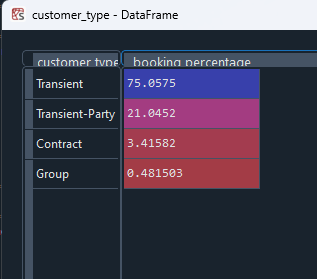 customer_type - DataFrame
customer type booking percentage
Transient 75.0575
Transient-Party 21.0452
Contract 3.41582
Group 0.481503